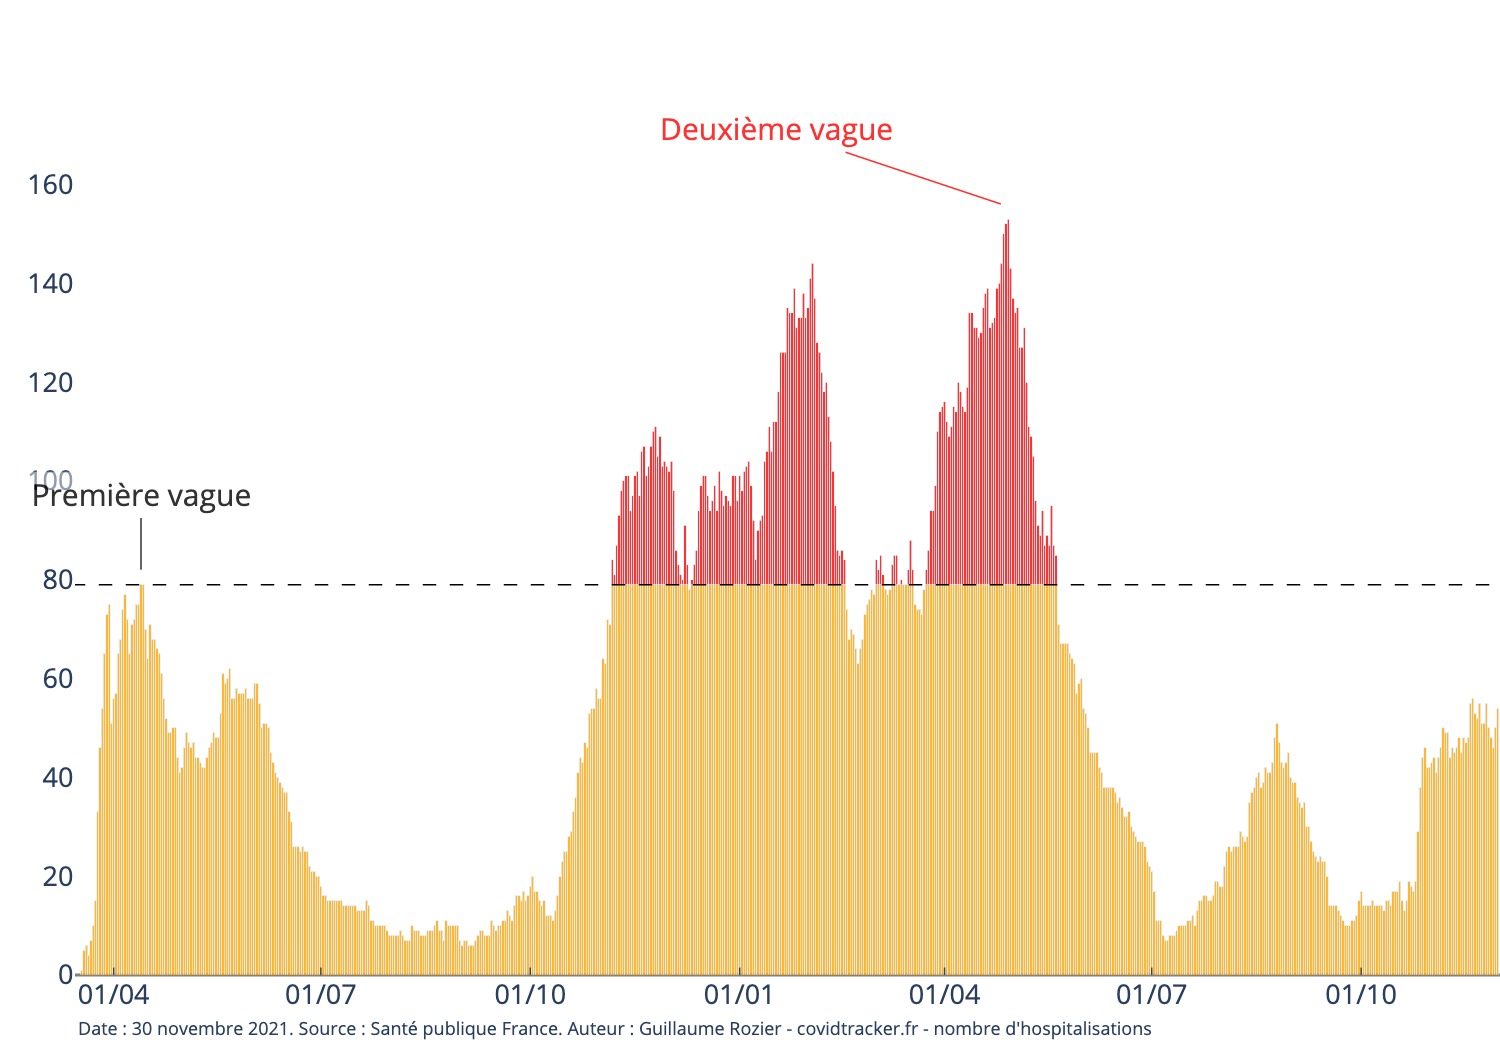 Deuxième vague
160
140
120
100
Première vague
80
60
40
20
0
01/04 01/07 01/10 01/01 01/04 01/07 01/10
Date : 30 novembre 2021. Source : Santé publique France. Auteur : Guillaume Rozier - covidtracker.fr - nombre d'hospitalisations